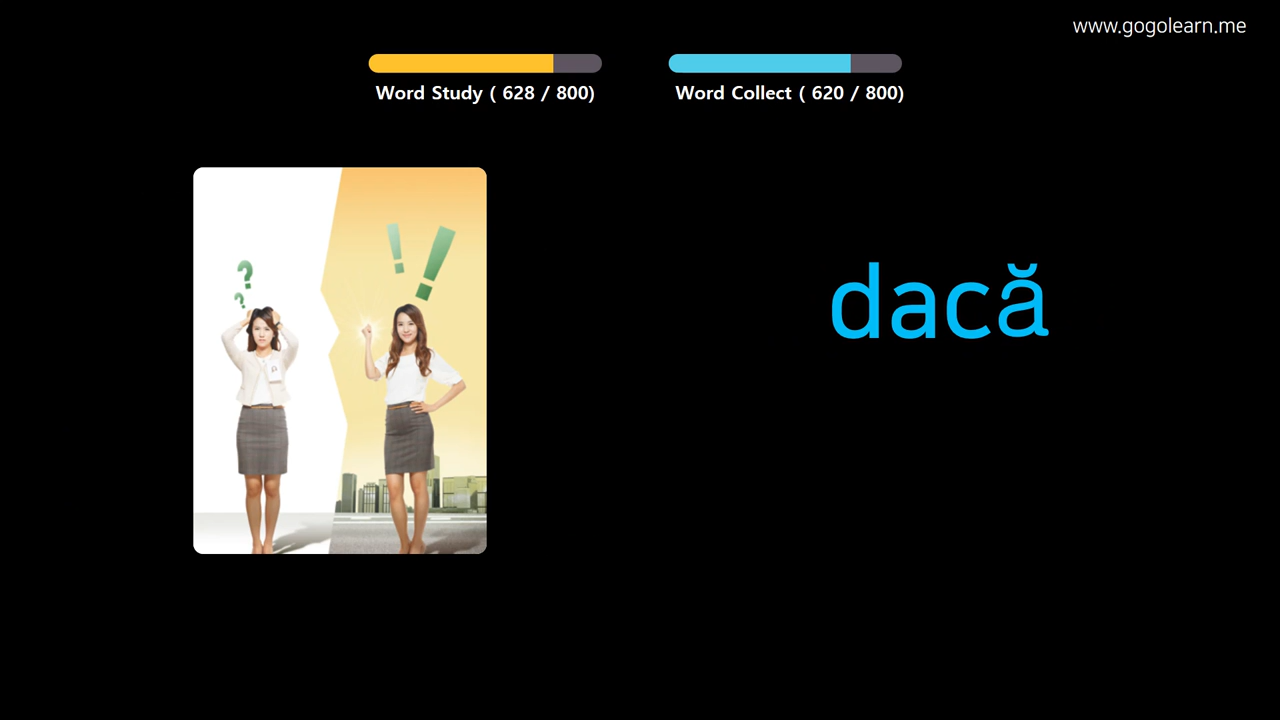 www.gogolearn.me
Word Study ( 628 / 800)
Word Collect ( 620 / 800)
? ?
! !
dacă